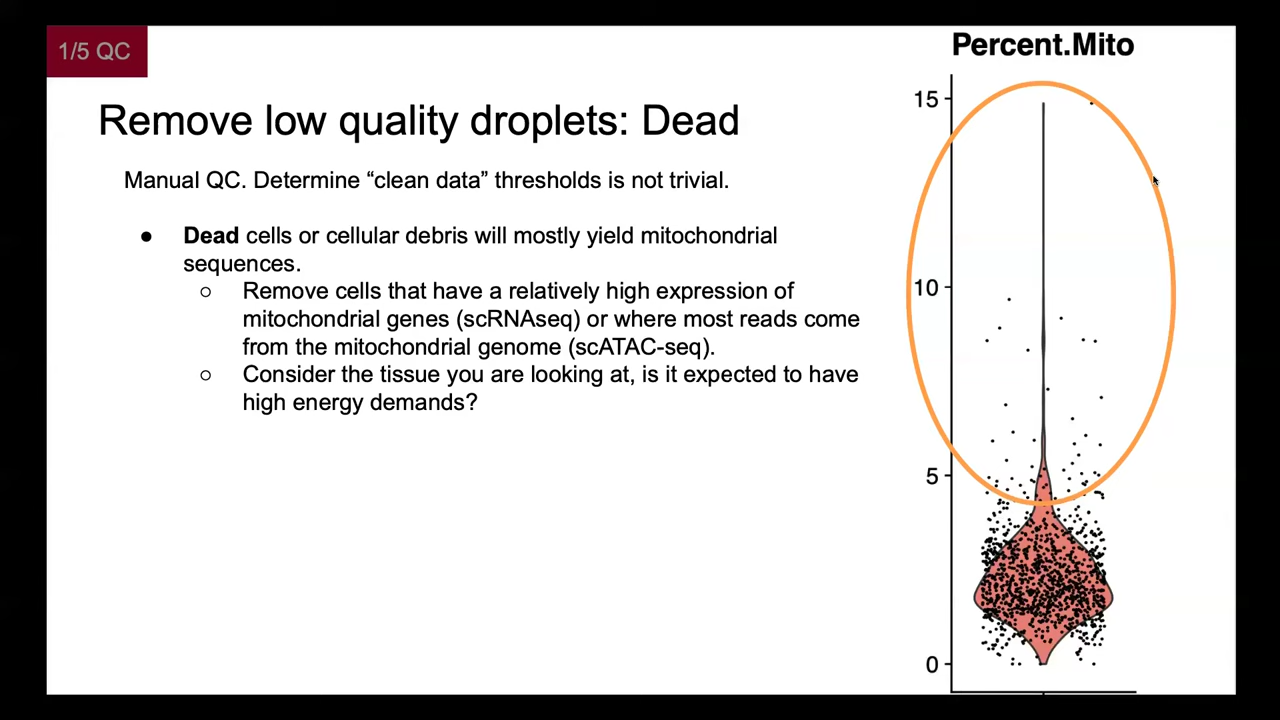 1/5 QC
Remove low quality droplets: Dead
Manual QC. Determine “clean data” thresholds is not trivial.
● Dead cells or cellular debris will mostly yield mitochondrial
sequences.
○ Remove cells that have a relatively high expression of
mitochondrial genes (scRNAseq) or where most reads come
from the mitochondrial genome (scATAC-seq).
○ Consider the tissue you are looking at, is it expected to have
high energy demands?
Percent.Mito
15
10
5
0